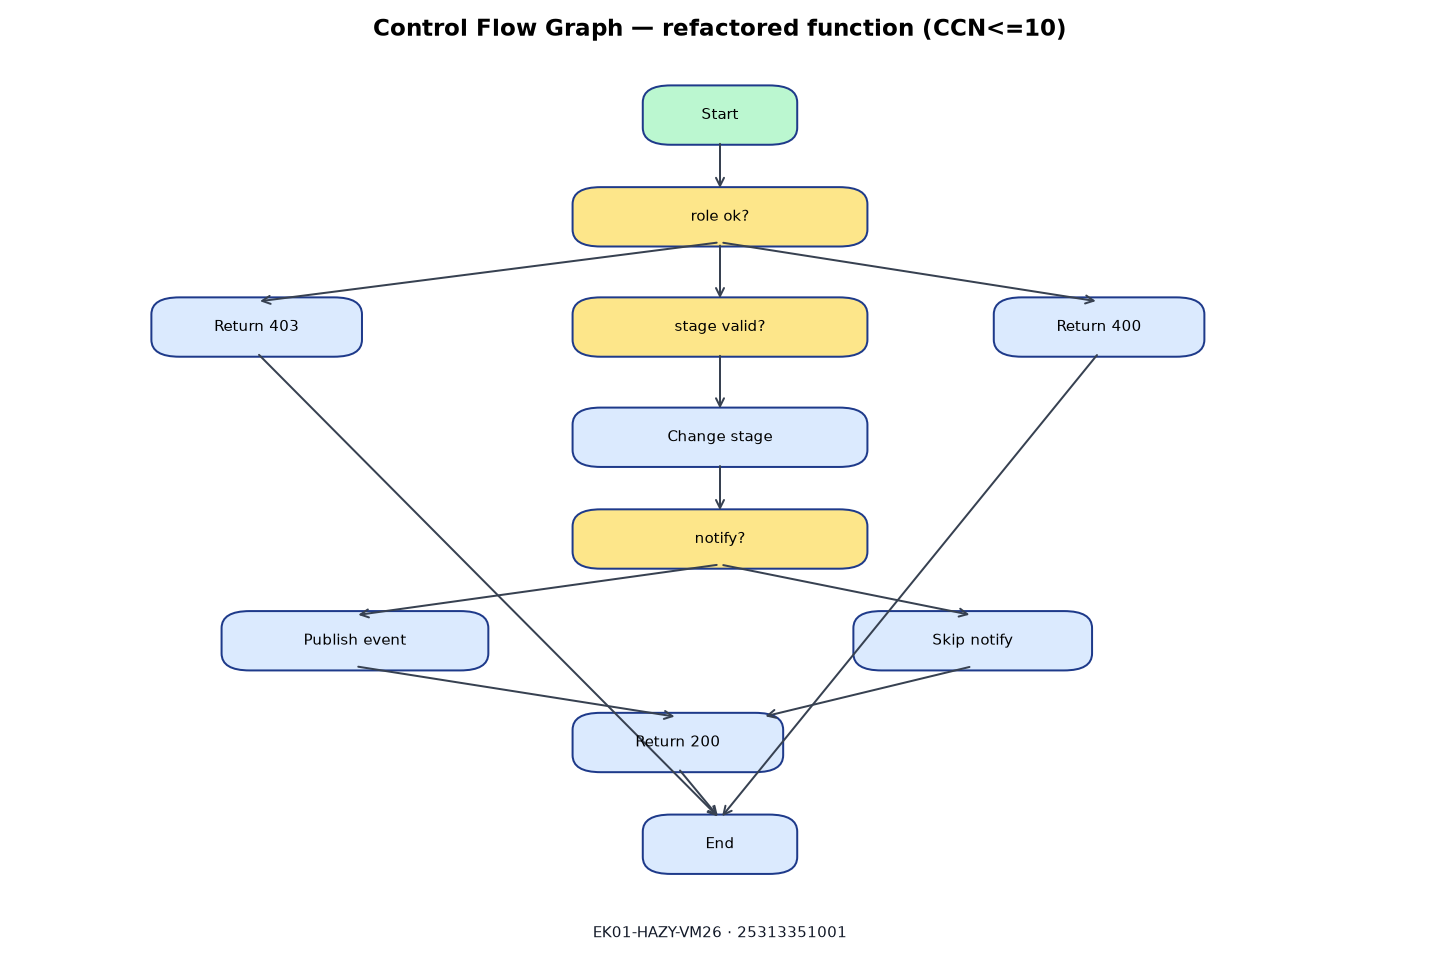 Control Flow Graph — refactored function (CCN<=10)
Start
role ok?
Return 403
stage valid?
Return 400
Change stage
notify?
Publish event
Skip notify
Return 200
End
EK01-HAZY-VM26 · 25313351001